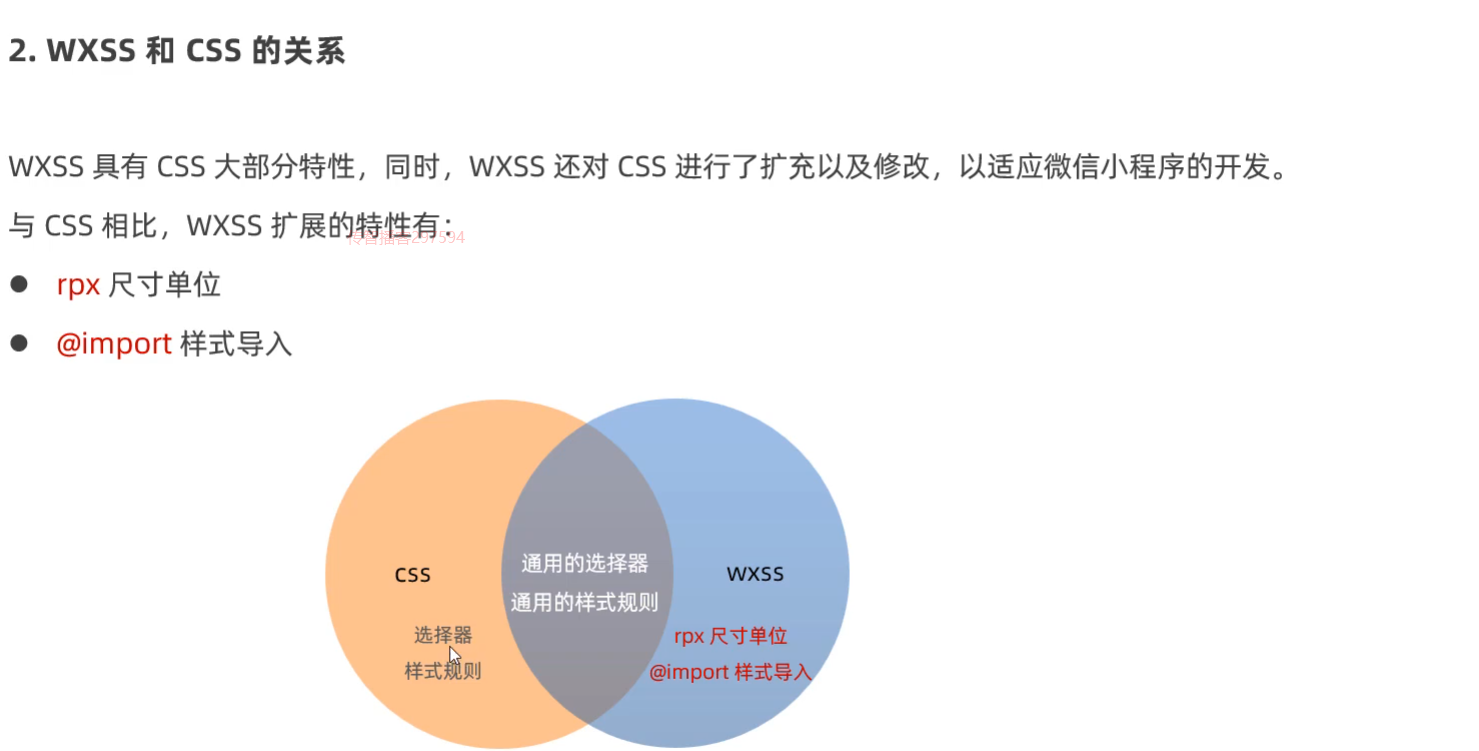 2. WXSS 和 CSS 的关系
WXSS 具有 CSS 大部分特性，同时，WXSS 还对 CSS 进行了扩充以及修改，以适应微信小程序的开发。
与 CSS 相比，WXSS 扩展的特性有：
传智播客297594
● rpx 尺寸单位
● @import 样式导入
通用的选择器
CSS
WXSS
通用的样式规则
选择器
rpx 尺寸单位
样式规则
@import 样式导入